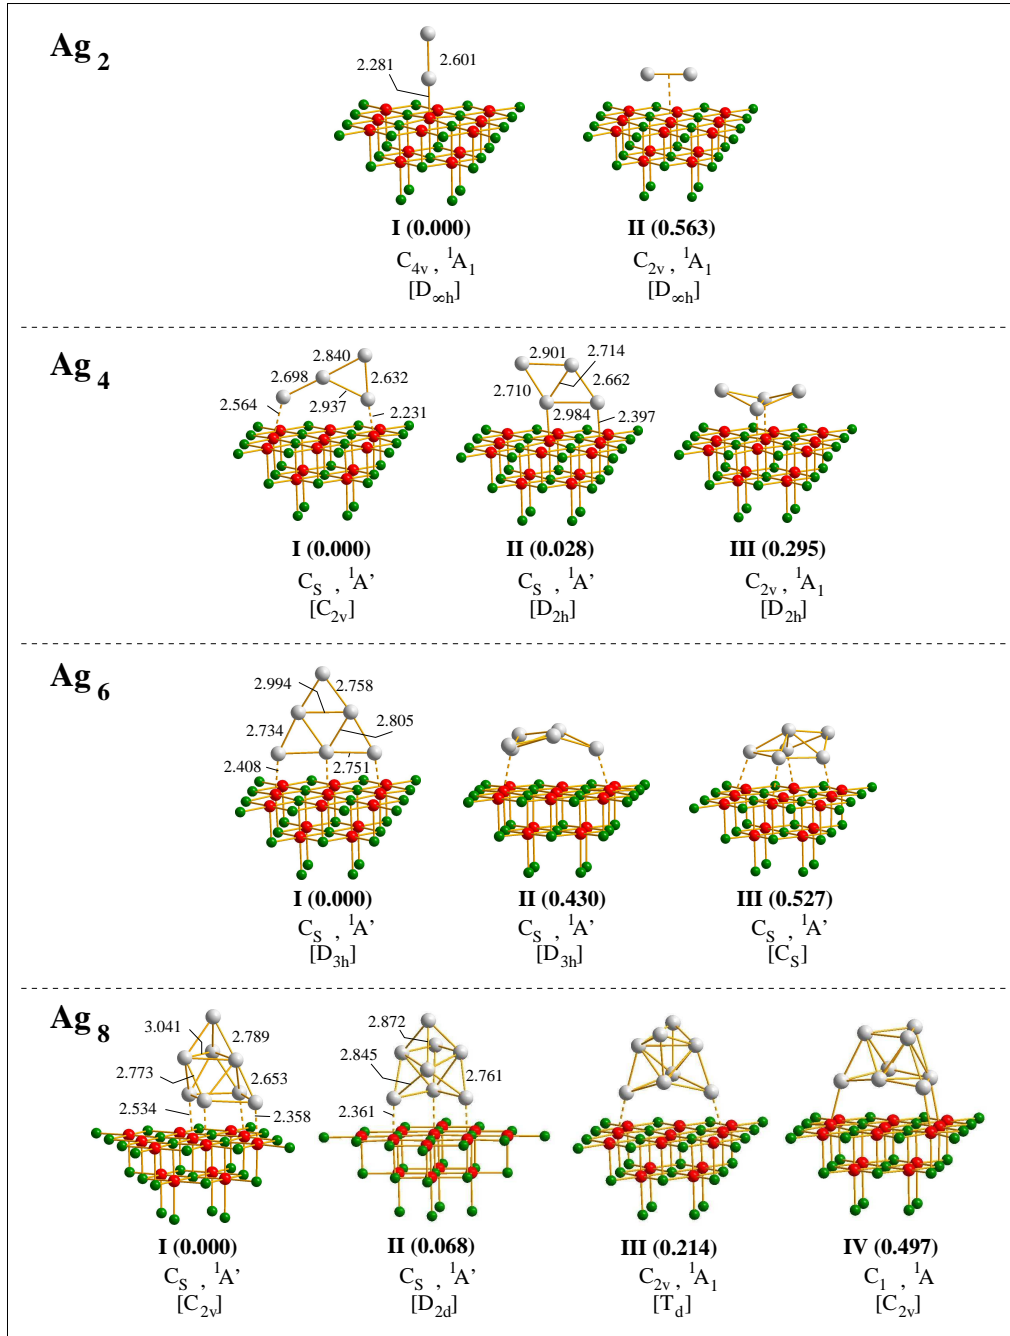 Ag 2
2.281
2.601
I (0.000)
C4v , 1A1
[D∞h]
II (0.563)
C2v , 1A1
[D∞h]
Ag 4
2.840
2.698
2.632
2.564
2.937
2.231
I (0.000)
CS , 1A'
[C2v]
2.901
2.714
2.710
2.662
2.984
2.397
II (0.028)
CS , 1A'
[D2h]
III (0.295)
C2v , 1A1
[D2h]
Ag 6
2.994
2.758
2.734
2.805
2.408
2.751
I (0.000)
CS , 1A'
[D3h]
II (0.430)
CS , 1A'
[D3h]
III (0.527)
CS , 1A'
[CS]
Ag 8
3.041
2.789
2.773
2.653
2.534
2.358
I (0.000)
CS , 1A'
[C2v]
2.872
2.845
2.761
2.361
II (0.068)
CS , 1A'
[D2d]
III (0.214)
C2v , 1A1
[Td]
IV (0.497)
C1 , 1A
[C2v]